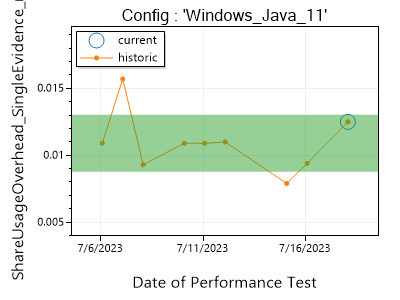 Config : 'Windows_Java_11'
current
historic
ShareUsageOverhead_SingleEvidence_
0.015
0.01
0.005
7/6/2023
7/11/2023
7/16/2023
Date of Performance Test